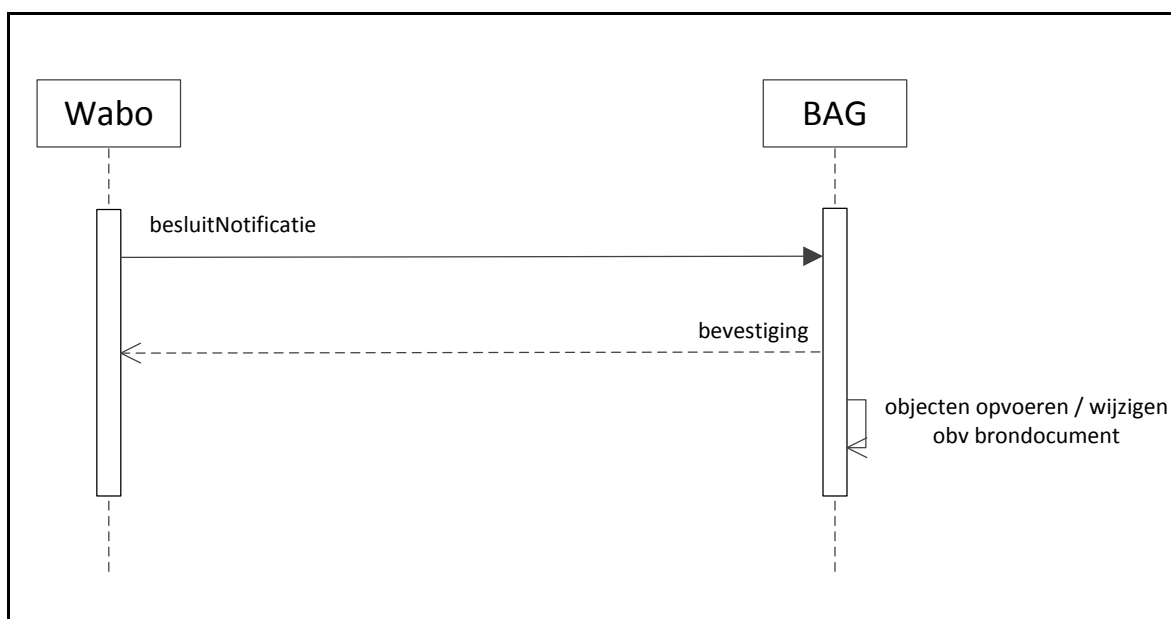 Wabo
BAG
besluitNotificatie
bevestiging
objecten opvoeren / wijzigen
obv brondocument